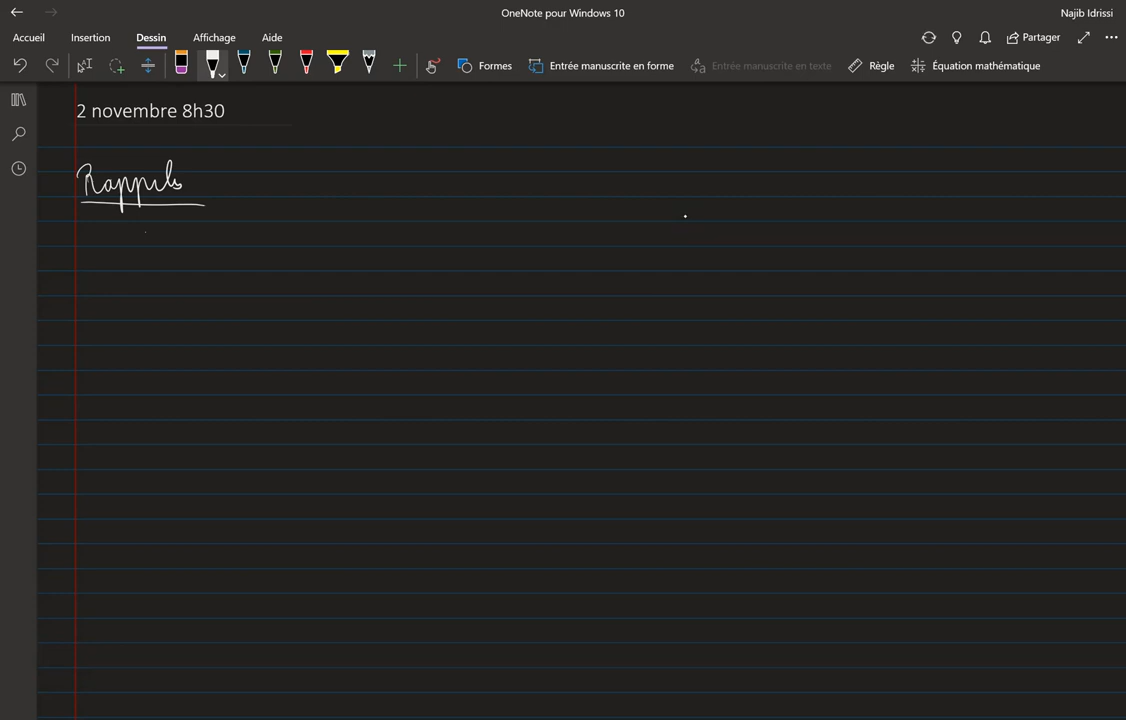 OneNote pour Windows 10
Najib Idrissi
Accueil Insertion Dessin Affichage Aide
Partager
Formes Entrée manuscrite en forme Entrée manuscrite en texte Règle Équation mathématique
2 novembre 8h30
Rappels